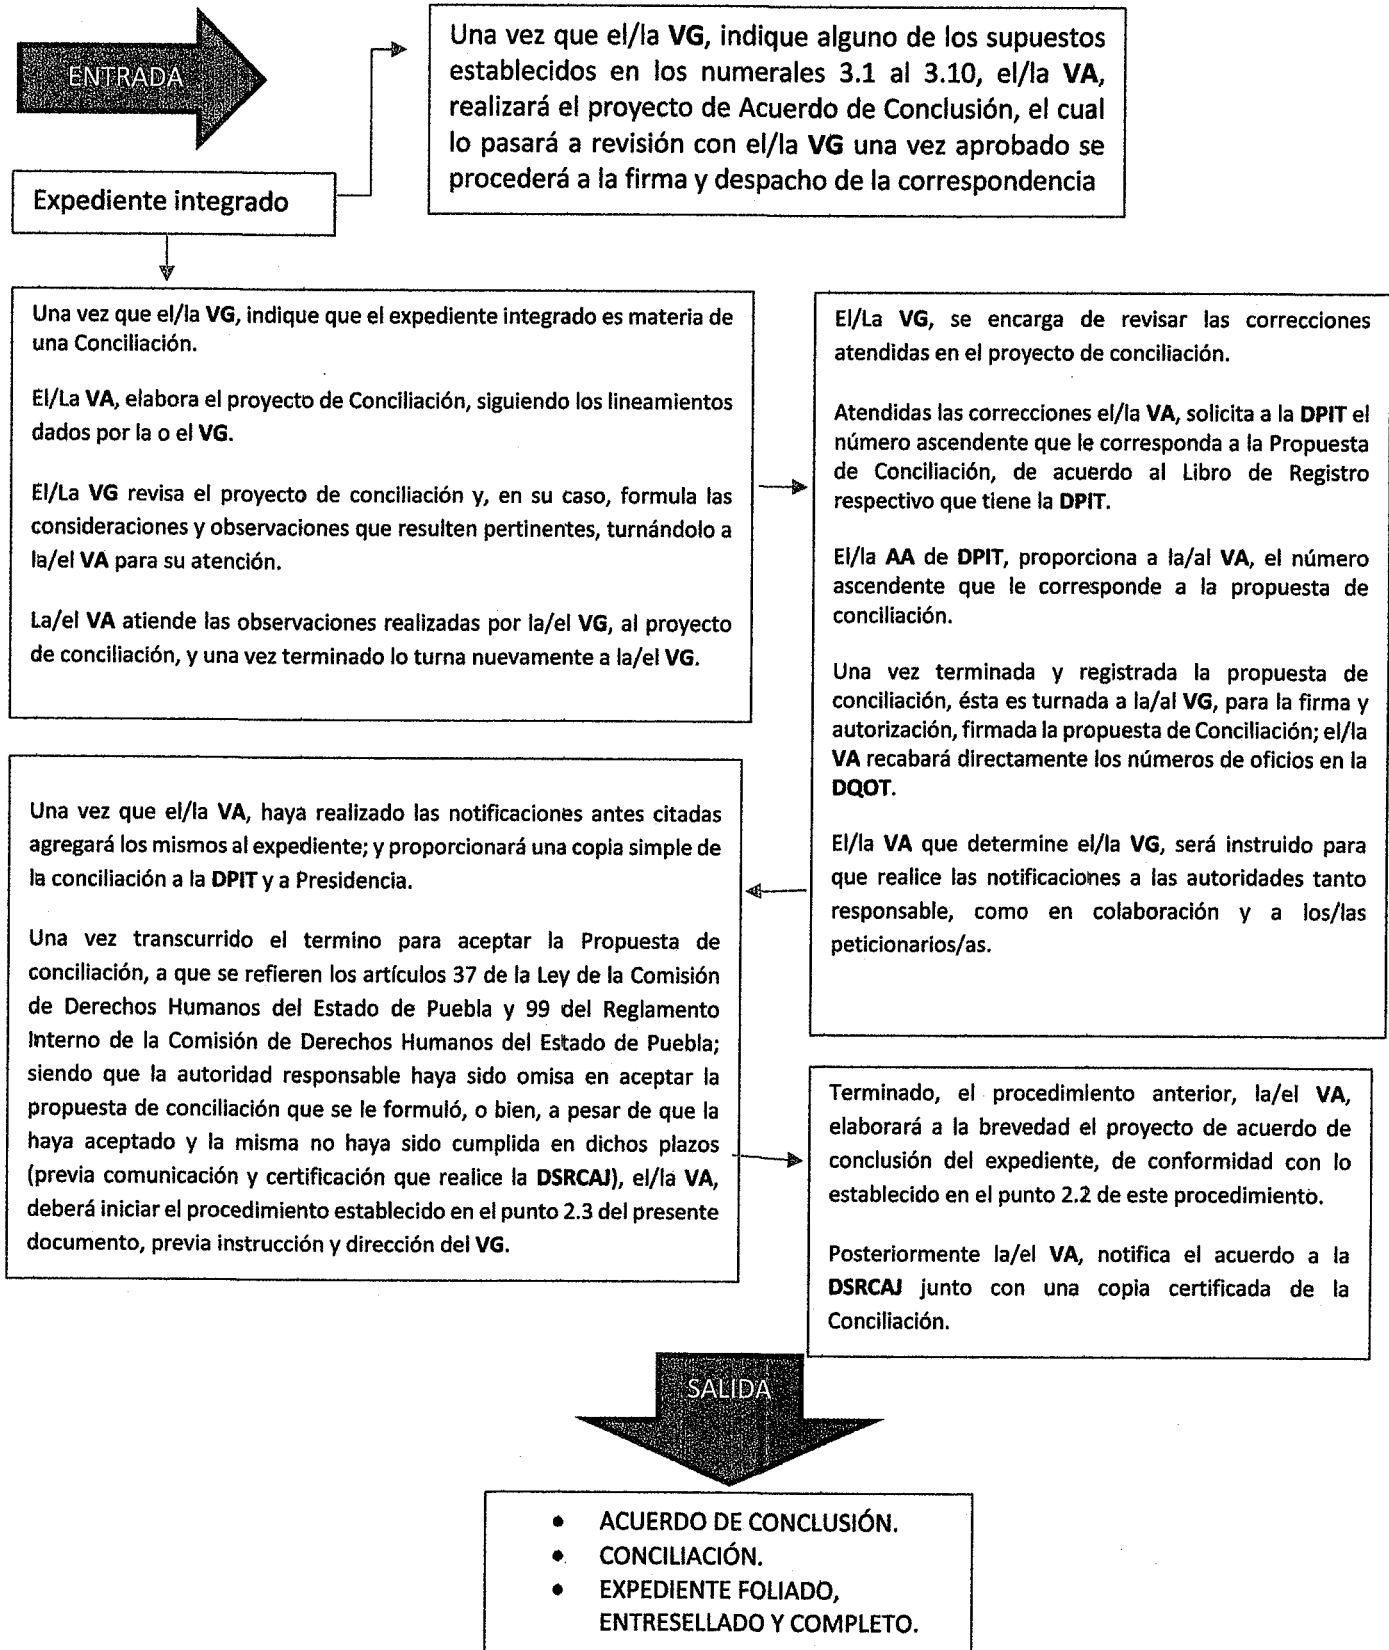 ENTRADA
Expediente integrado
Una vez que el/la VG, indique alguno de los supuestos
establecidos en los numerales 3.1 al 3.10, el/la VA,
realizará el proyecto de Acuerdo de Conclusión, el cual
lo pasará a revisión con el/la VG una vez aprobado se
procederá a la firma y despacho de la correspondencia
Una vez que el/la VG, indique que el expediente integrado es materia de
una Conciliación.
El/La VA, elabora el proyecto de Conciliación, siguiendo los lineamientos
dados por la o el VG.
El/La VG revisa el proyecto de conciliación y, en su caso, formula las
consideraciones y observaciones que resulten pertinentes, turnándolo a
la/el VA para su atención.
La/el VA atiende las observaciones realizadas por la/el VG, al proyecto
de conciliación, y una vez terminado lo turna nuevamente a la/el VG.
El/La VG, se encarga de revisar las correcciones
atendidas en el proyecto de conciliación.
Atendidas las correcciones el/la VA, solicita a la DPIT el
número ascendente que le corresponda a la Propuesta
de Conciliación, de acuerdo al Libro de Registro
respectivo que tiene la DPIT.
El/la AA de DPIT, proporciona a la/al VA, el número
ascendente que le corresponde a la propuesta de
conciliación.
Una vez terminada y registrada la propuesta de
conciliación, ésta es turnada a la/al VG, para la firma y
autorización, firmada la propuesta de Conciliación; el/la
VA recabará directamente los números de oficios en la
DQOT.
El/la VA que determine el/la VG, será instruido para
que realice las notificaciones a las autoridades tanto
responsable, como en colaboración y a los/las
peticionarios/as.
Una vez que el/la VA, haya realizado las notificaciones antes citadas
agregará los mismos al expediente; y proporcionará una copia simple de
la conciliación a la DPIT y a Presidencia.
Una vez transcurrido el termino para aceptar la Propuesta de
conciliación, a que se refieren los artículos 37 de la Ley de la Comisión
de Derechos Humanos del Estado de Puebla y 99 del Reglamento
Interno de la Comisión de Derechos Humanos del Estado de Puebla;
siendo que la autoridad responsable haya sido omisa en aceptar la
propuesta de conciliación que se le formuló, o bien, a pesar de que la
haya aceptado y la misma no haya sido cumplida en dichos plazos
(previa comunicación y certificación que realice la DSRCAJ), el/la VA,
deberá iniciar el procedimiento establecido en el punto 2.3 del presente
documento, previa instrucción y dirección del VG.
Terminado, el procedimiento anterior, la/el VA,
elaborará a la brevedad el proyecto de acuerdo de
conclusión del expediente, de conformidad con lo
establecido en el punto 2.2 de este procedimiento.
Posteriormente la/el VA, notifica el acuerdo a la
DSRCAJ junto con una copia certificada de la
Conciliación.
SALIDA
• ACUERDO DE CONCLUSIÓN.
• CONCILIACIÓN.
• EXPEDIENTE FOLIADO,
ENTRESELLADO Y COMPLETO.